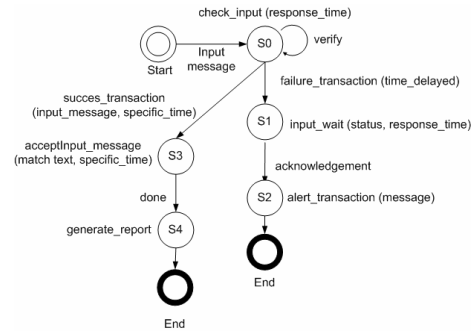 check_input (response_time)
S0
verify
Input
message
Start
failure_transaction (time_delayed)
succes_transaction
(input_message, specific_time)
S1
input_wait (status, response_time)
acceptInput_message
(match text, specific_time)
S3
acknowledgement
done
S2
alert_transaction (message)
generate_report
S4
End
End